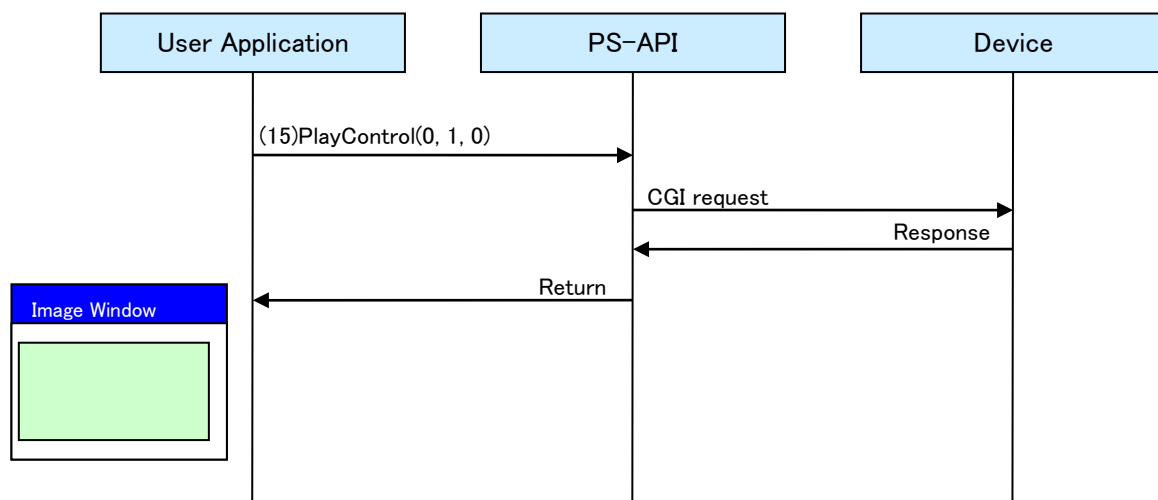 User Application
PS-API
Device
(15)PlayControl(0, 1, 0)
CGI request
Response
Return
Image Window